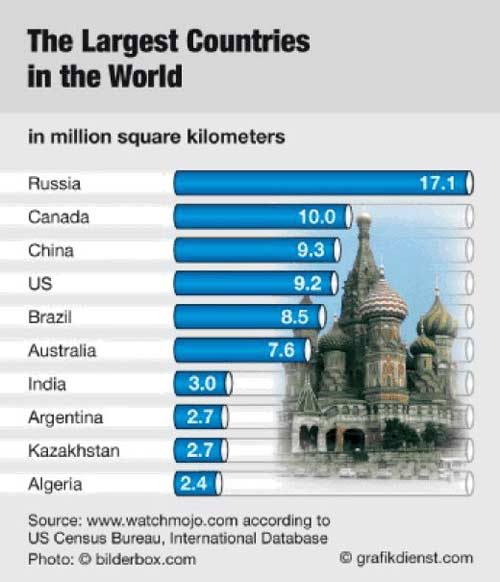 The Largest Countries
in the World
in million square kilometers
Russia 17.1
Canada 10.0
China 9.3
US 9.2
Brazil 8.5
Australia 7.6
India 3.0
Argentina 2.7
Kazakhstan 2.7
Algeria 2.4
Source: www.watchmojo.com according to
US Census Bureau, International Database
Photo: © bilderbox.com © grafikdienst.com